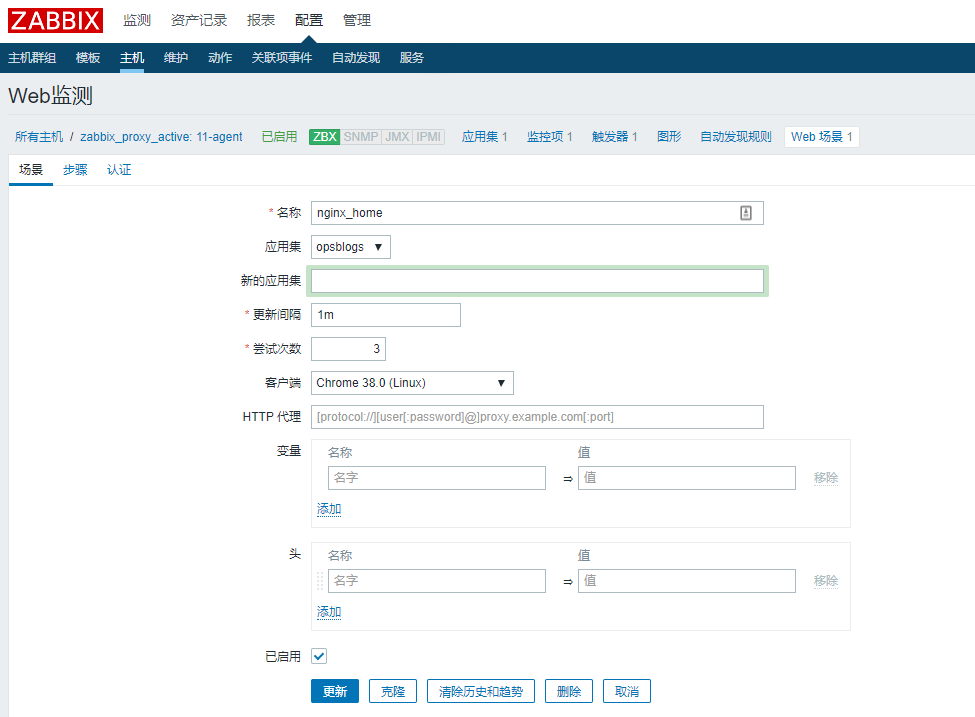 ZABBIX 监测 资产记录 报表 配置 管理
主机群组 模板 主机 维护 动作 关联项事件 自动发现 服务
Web监测
所有主机 / zabbix_proxy_active: 11-agent 已启用 ZBX SNMP JMX IPMI 应用集 1 监控项 1 触发器 1 图形 自动发现规则 Web 场景 1
场景 步骤 认证
* 名称 nginx_home
应用集 opsblogs ▼
新的应用集
* 更新间隔 1m
* 尝试次数 3
客户端 Chrome 38.0 (Linux) ▼
HTTP 代理 [protocol://][user[:password]@]proxy.example.com[:port]
变量 名称 值
名字 ⇒ 值 移除
添加
头 名称 值
名字 ⇒ 值 移除
添加
已启用
更新 克隆 清除历史和趋势 删除 取消